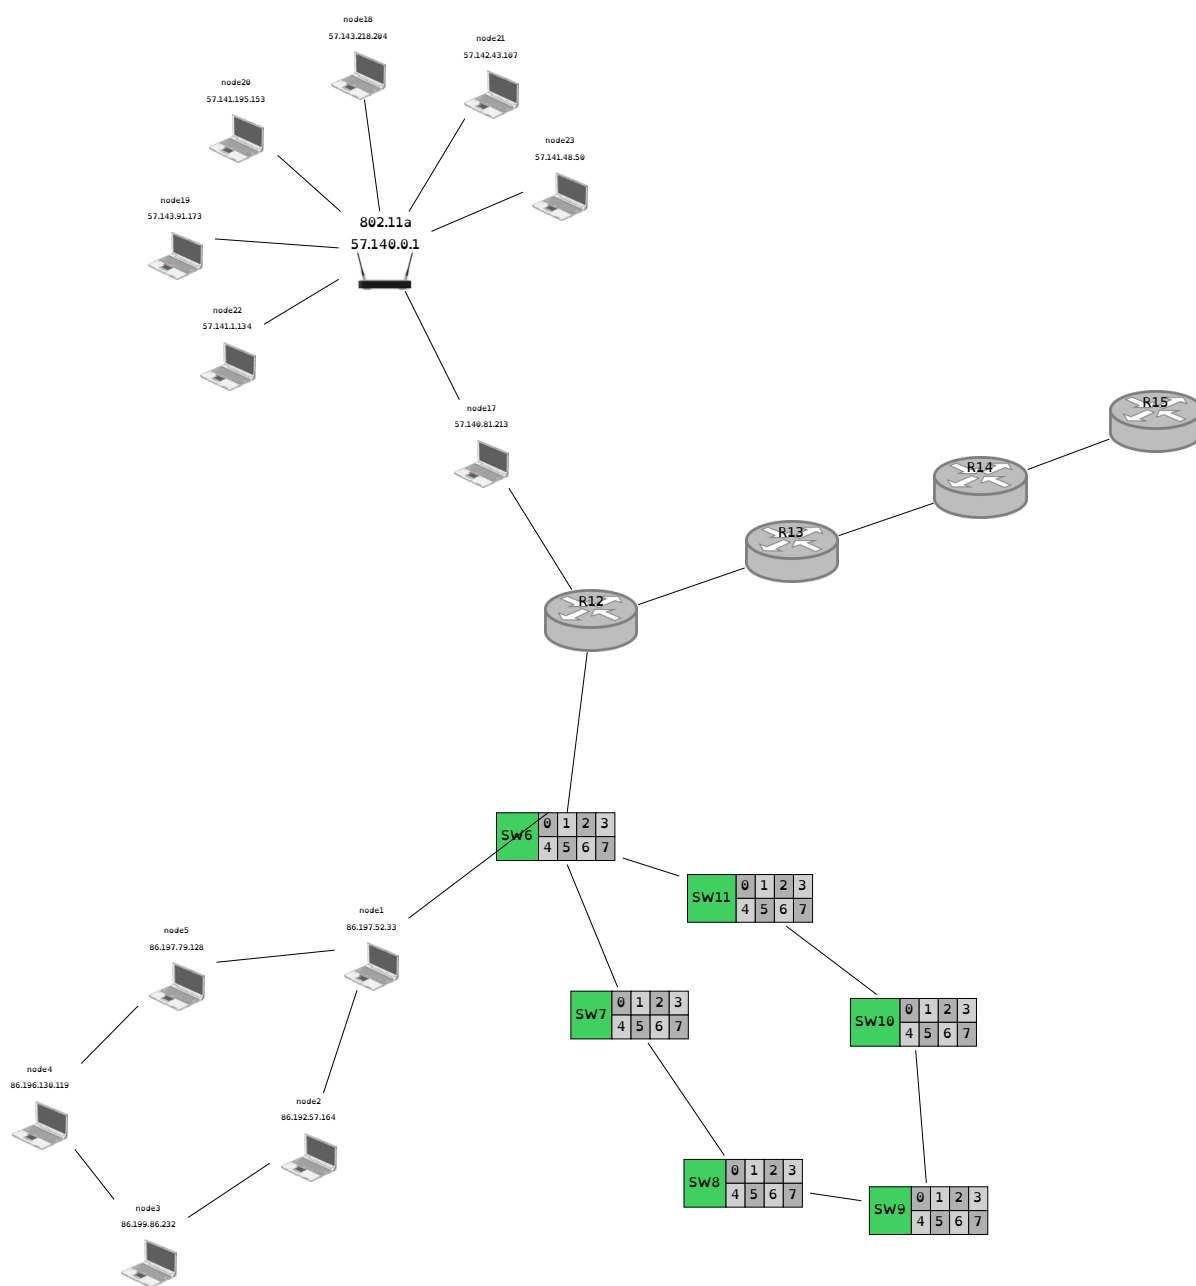 node18
57.143.218.204
node21
57.142.43.107
node20
57.141.195.153
node23
57.141.48.50
node19
57.143.91.173
802.11a
57.140.0.1
node22
57.141.1.134
node17
57.140.81.213
R15
R14
R13
R12
SW6
0 1 2 3
4 5 6 7
SW11
0 1 2 3
4 5 6 7
node1
86.197.52.33
node5
86.197.79.128
SW7
0 1 2 3
4 5 6 7
SW10
0 1 2 3
4 5 6 7
node4
86.196.130.119
node2
86.192.57.164
SW8
0 1 2 3
4 5 6 7
SW9
0 1 2 3
4 5 6 7
node3
86.199.86.232